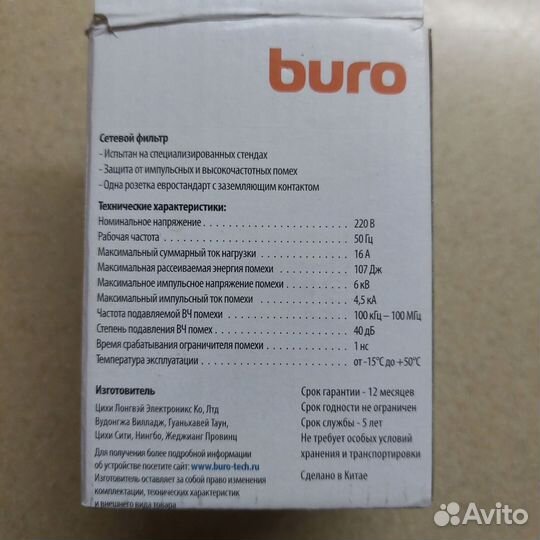 buro
Сетевой фильтр
- Испытан на специализированных стендах
- Защита от импульсных и высокочастотных помех
- Одна розетка евростандарт с заземляющим контактом
Технические характеристики:
Номинальное напряжение 220 В
Рабочая частота 50 Гц
Максимальный суммарный ток нагрузки 16 А
Максимальная рассеиваемая энергия помехи 107 Дж
Максимальное импульсное напряжение помехи 6 кВ
Максимальный импульсный ток помехи 4,5 кА
Частота подавляемой ВЧ помехи 100 кГц – 100 МГц
Степень подавления ВЧ помех 40 дБ
Время срабатывания ограничителя помехи 1 нс
Температура эксплуатации от -15°C до +50°C
Изготовитель
Цихи Лонгвэй Электроникс Ко, Лтд
Вудонгжа Вилладж, Гуаньхавей Таун,
Цихи Сити, Нингбо, Жеджианг Провинц
Для получения более подробной информации
об устройстве посетите сайт: www.buro-tech.ru
Изготовитель оставляет за собой право изменения
комплектации, технических характеристик
и внешнего вида товара
Срок гарантии - 12 месяцев
Срок годности не ограничен
Срок службы - 5 лет
Не требует особых условий
хранения и транспортировки
Сделано в Китае
Avito